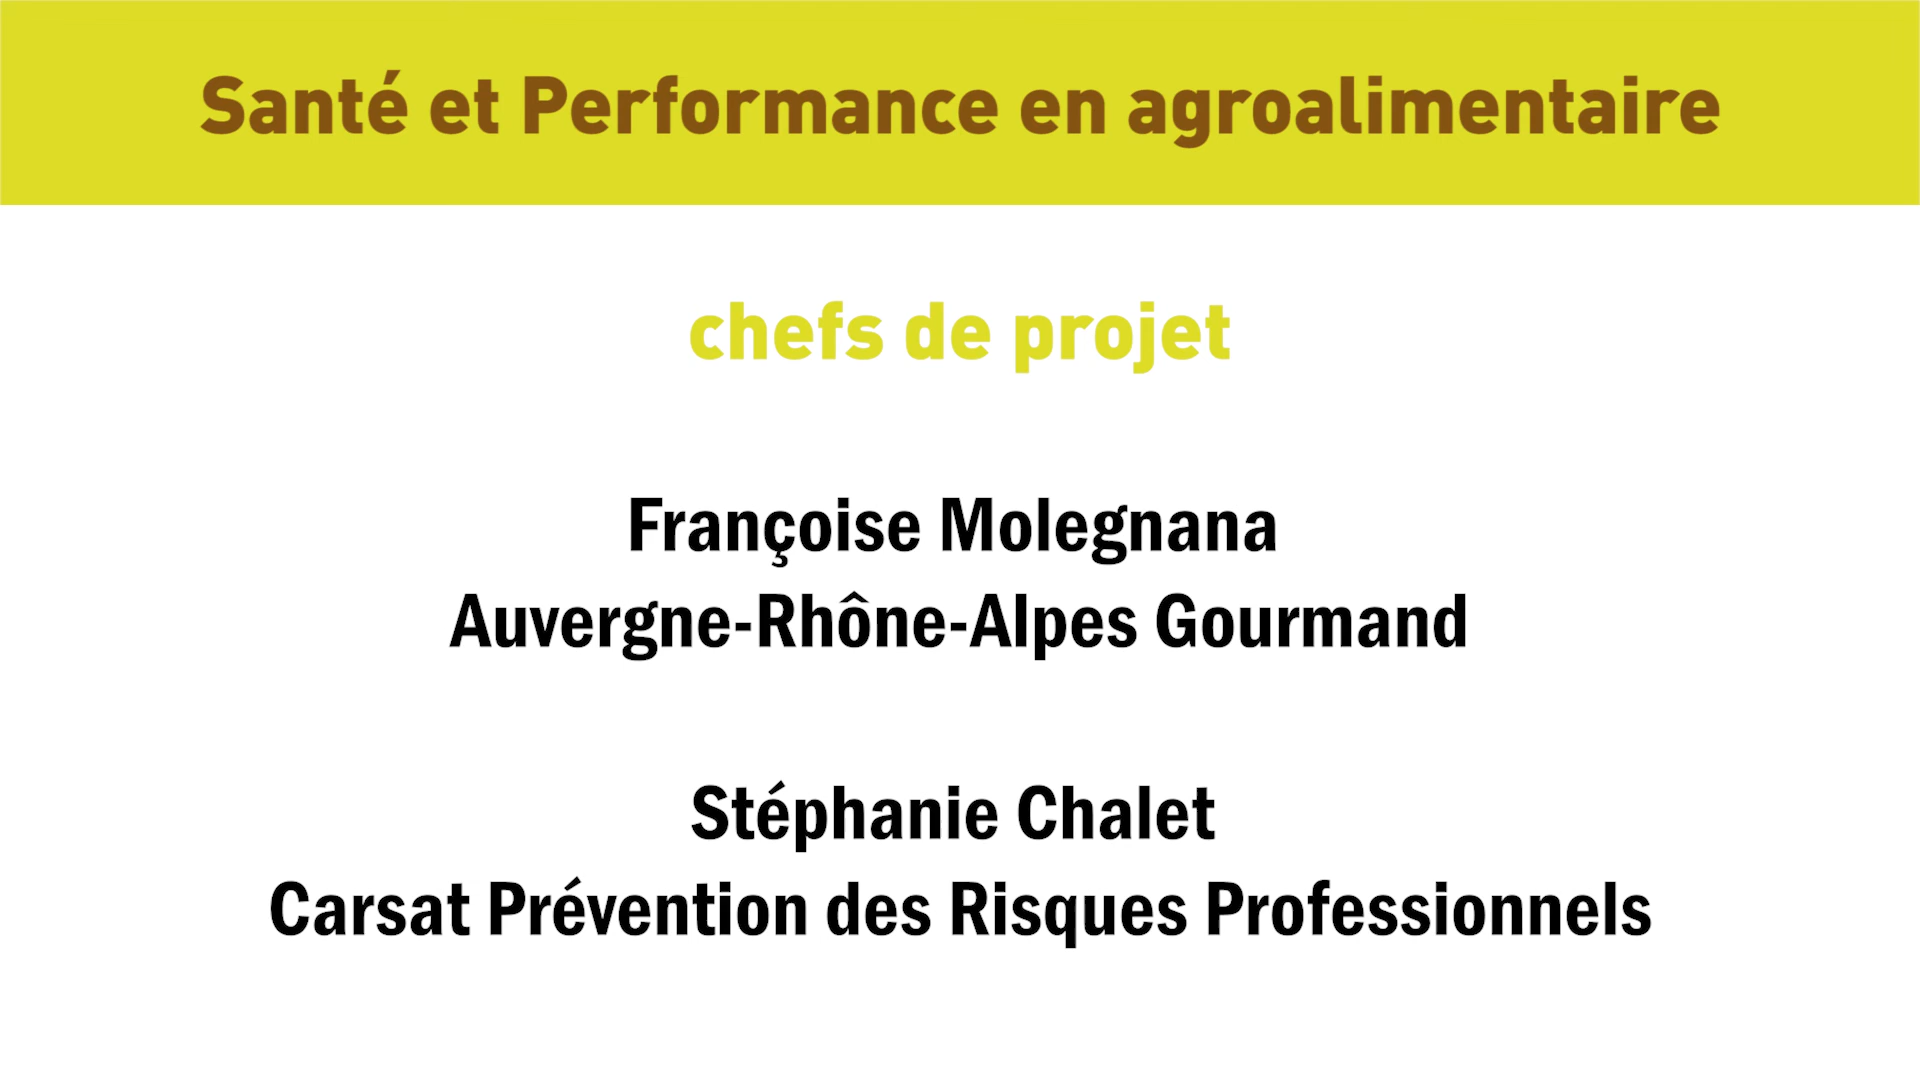 Santé et Performance en agroalimentaire
chefs de projet
Françoise Molegnana
Auvergne-Rhône-Alpes Gourmand
Stéphanie Chalet
Carsat Prévention des Risques Professionnels